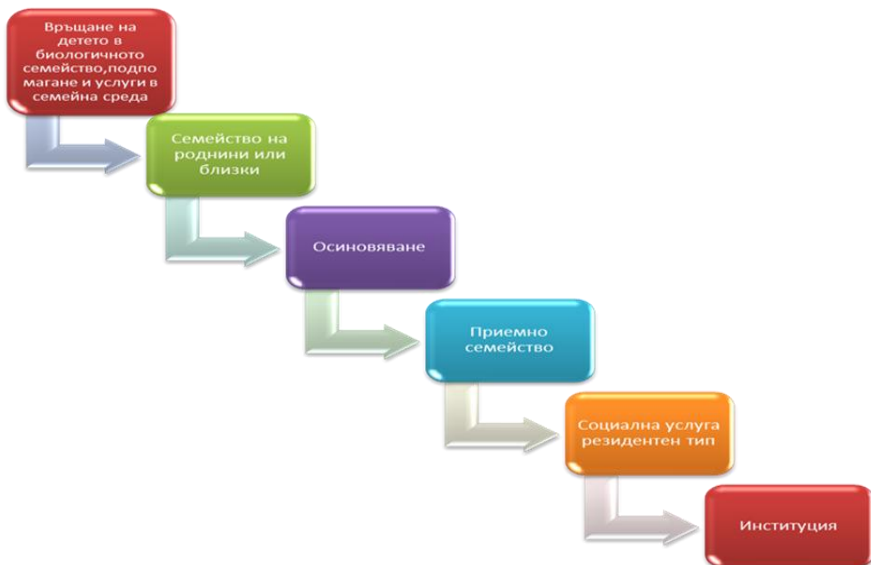 Връщане на
детето в
биологичното
семейство,подпо
магане и услуги в
семейна среда
Семейство на
роднини или
близки
Осиновяване
Приемно
семейство
Социална услуга
резидентен тип
Институция